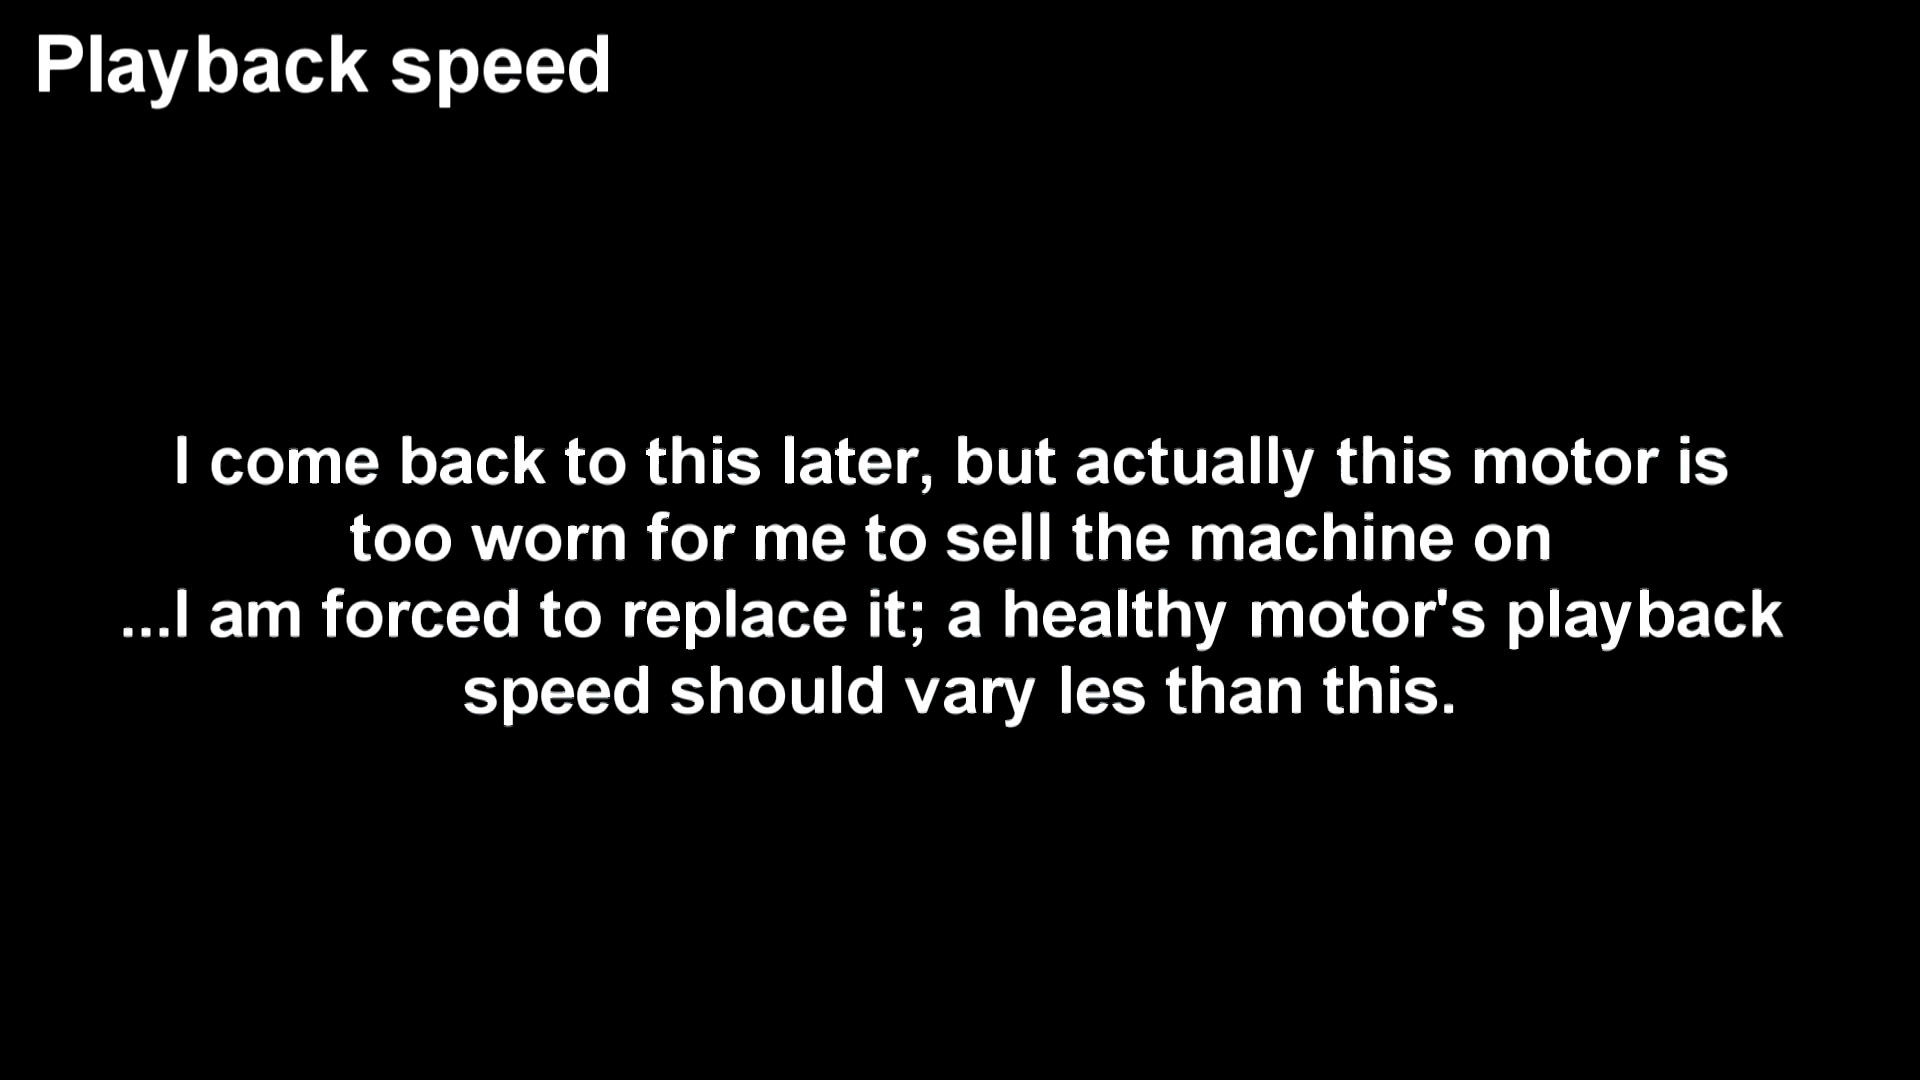 Playback speed
I come back to this later, but actually this motor is
too worn for me to sell the machine on
...I am forced to replace it; a healthy motor's playback
speed should vary les than this.